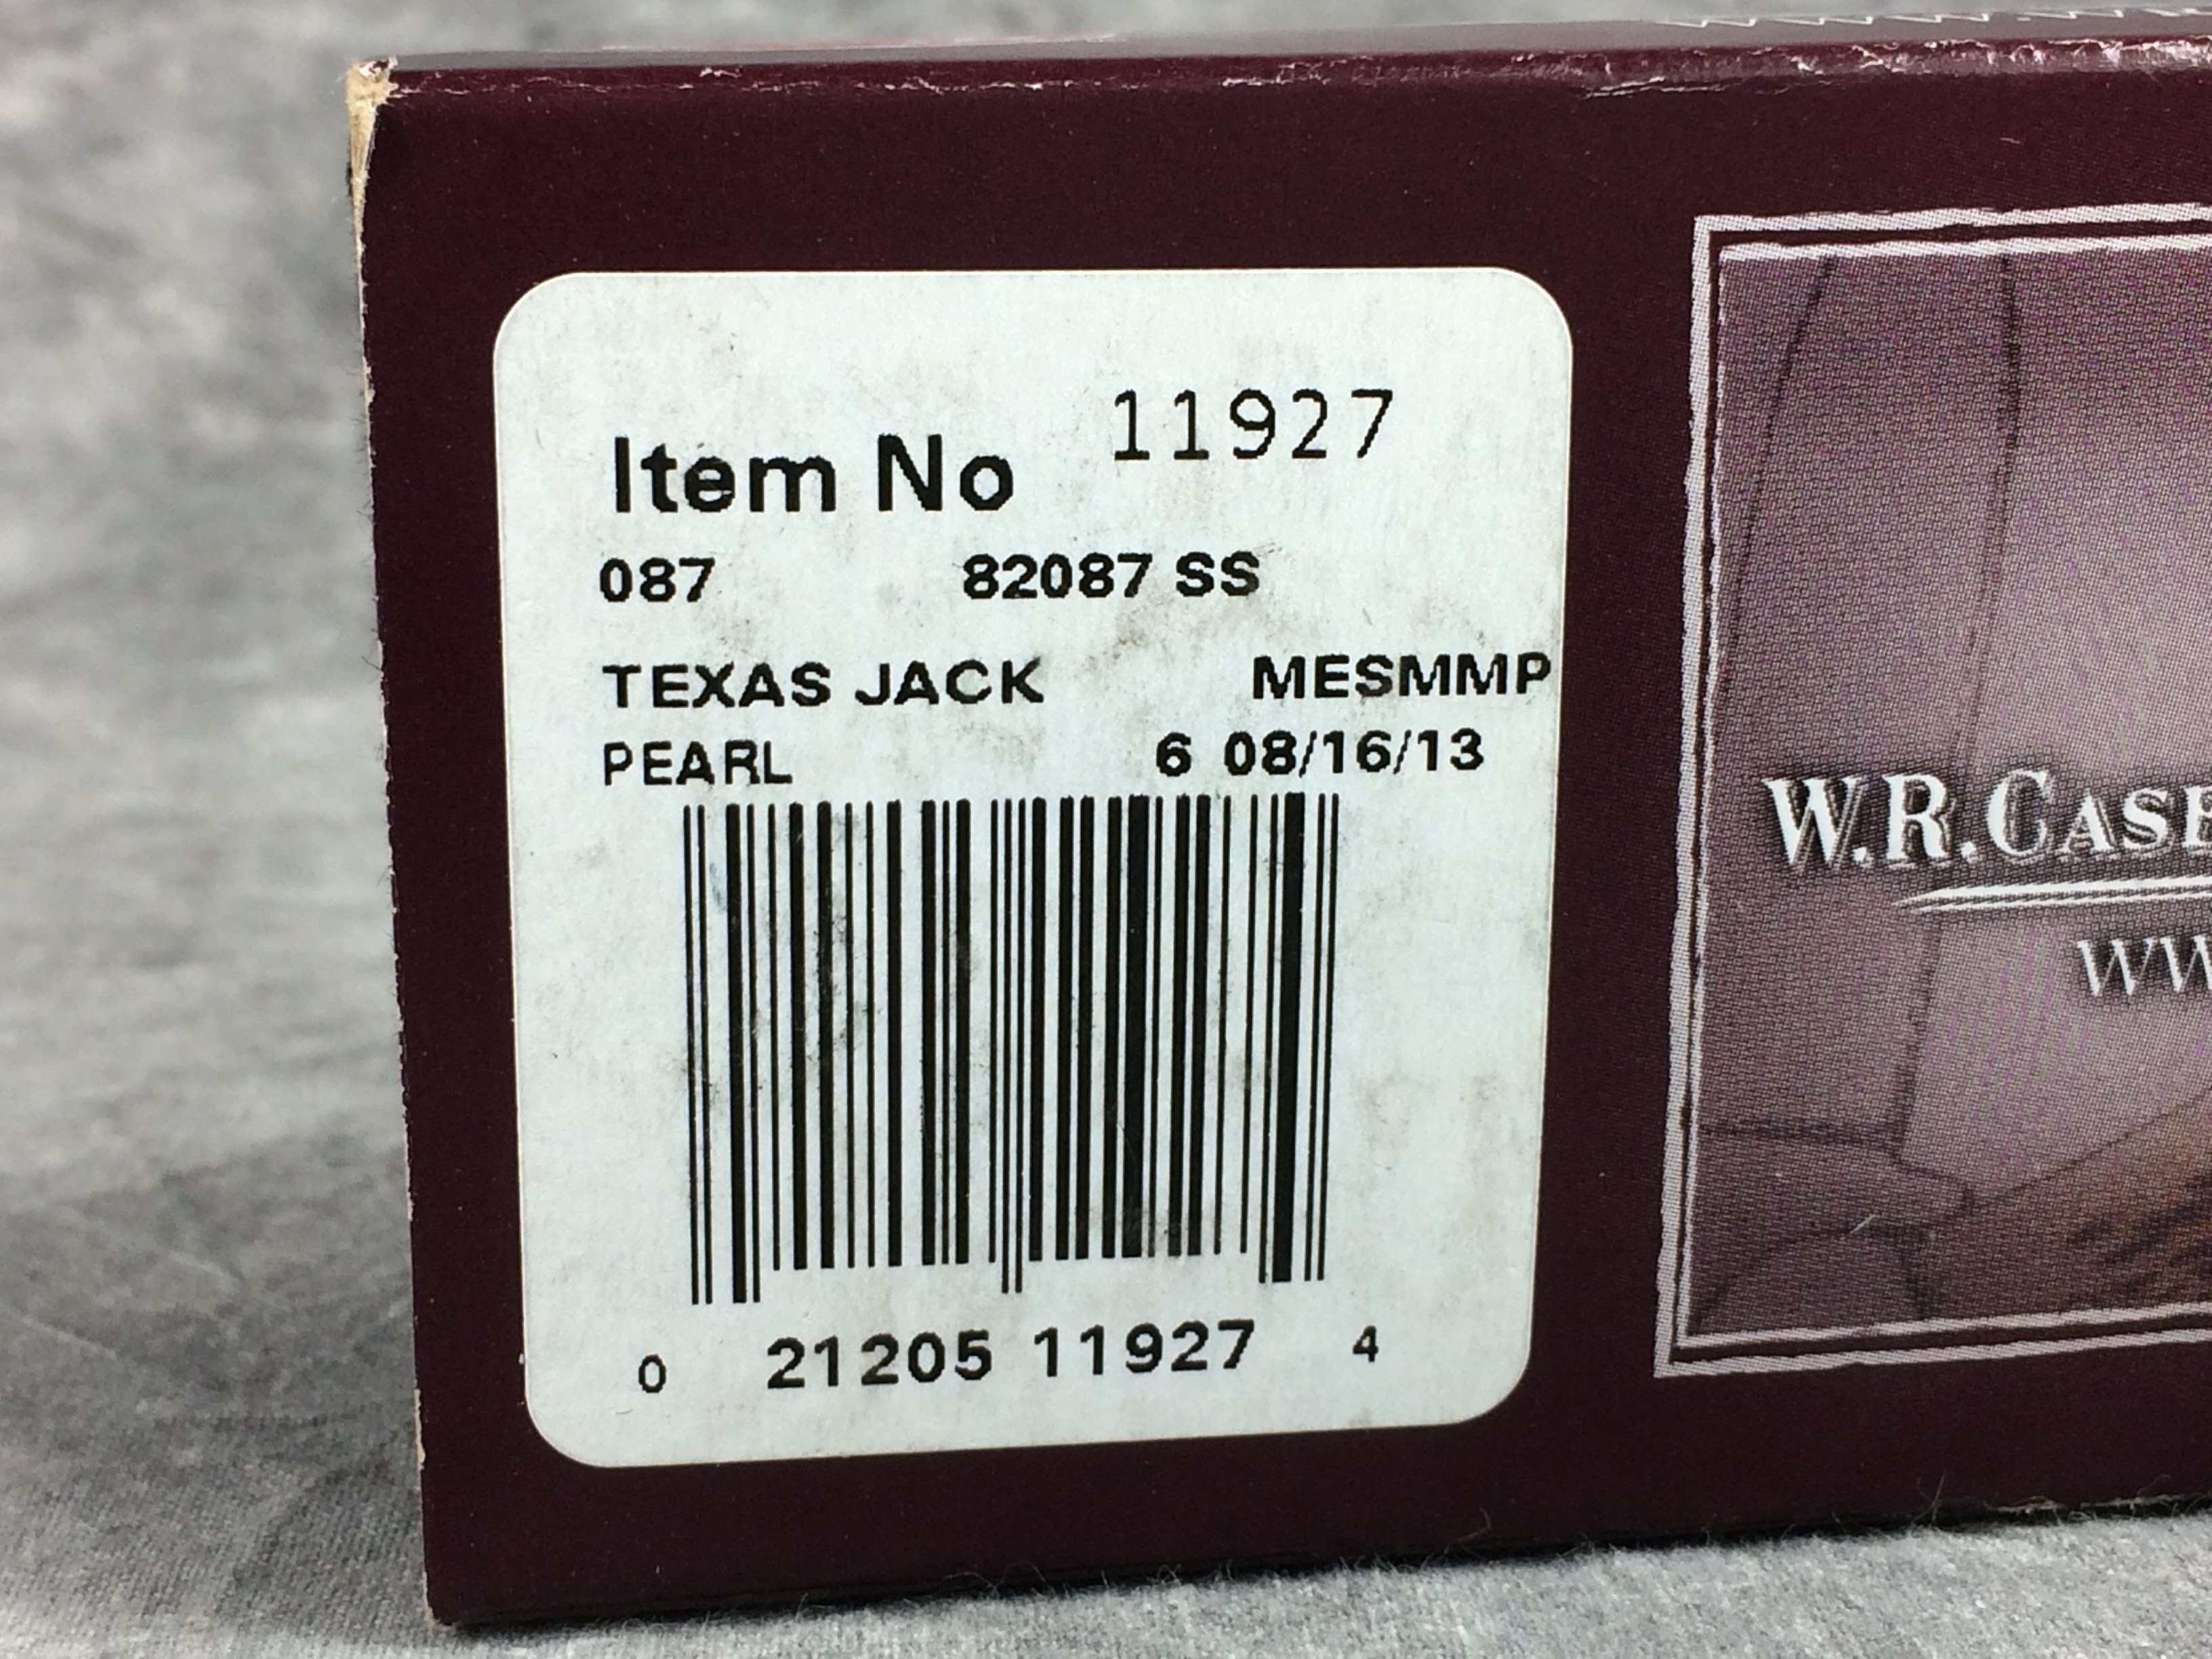 Item No 11927
087 82087 SS
TEXAS JACK MESMMP
PEARL 6 08/16/13
0 21205 11927 4
W.R.CASE
WW